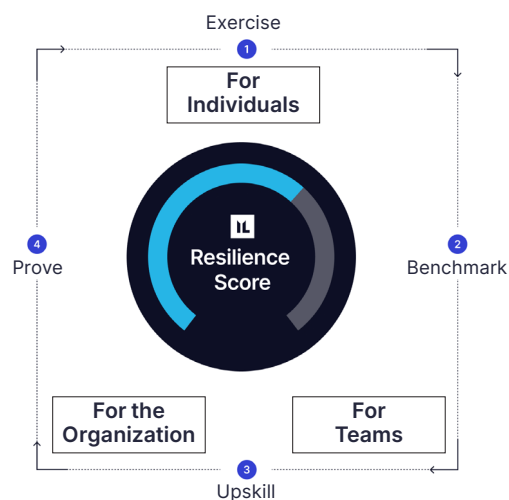 Exercise
1
For
Individuals
4
Prove
IL
Resilience
Score
2
Benchmark
For the
Organization
For
Teams
3
Upskill